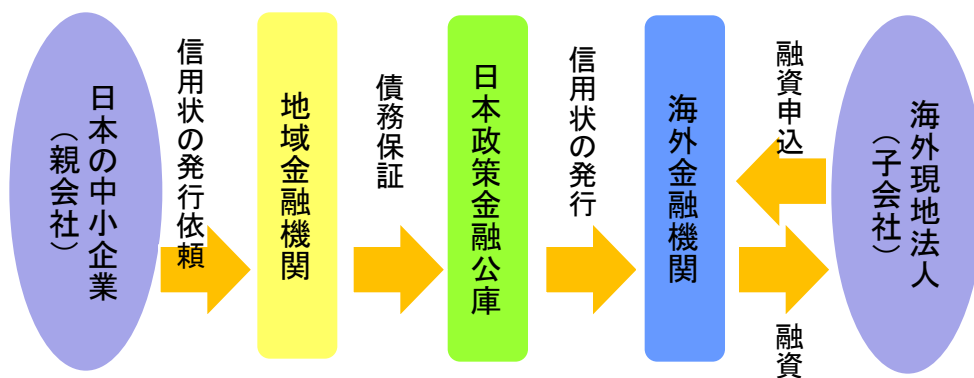 日本の中小企業
（親会社）
信用状の発行依頼
地域金融機関
債務保証
日本政策金融公庫
信用状の発行
海外金融機関
融資申込
融資
海外現地法人
（子会社）